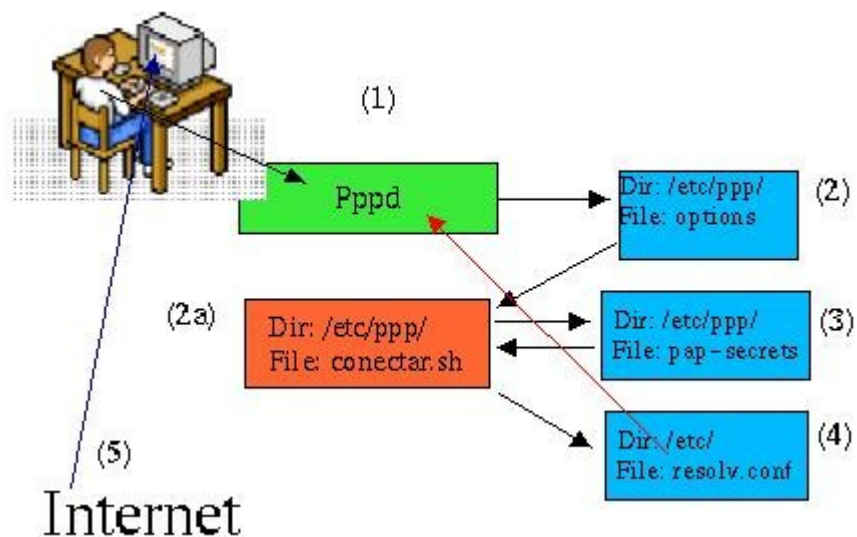 (1)
Pppd
Dir: /etc/ppp/
File: options
(2)
(2a)
Dir: /etc/ppp/
File: conectar.sh
Dir: /etc/ppp/
File: pap-secrets
(3)
Dir: /etc/
File: resolv.conf
(4)
(5)
Internet